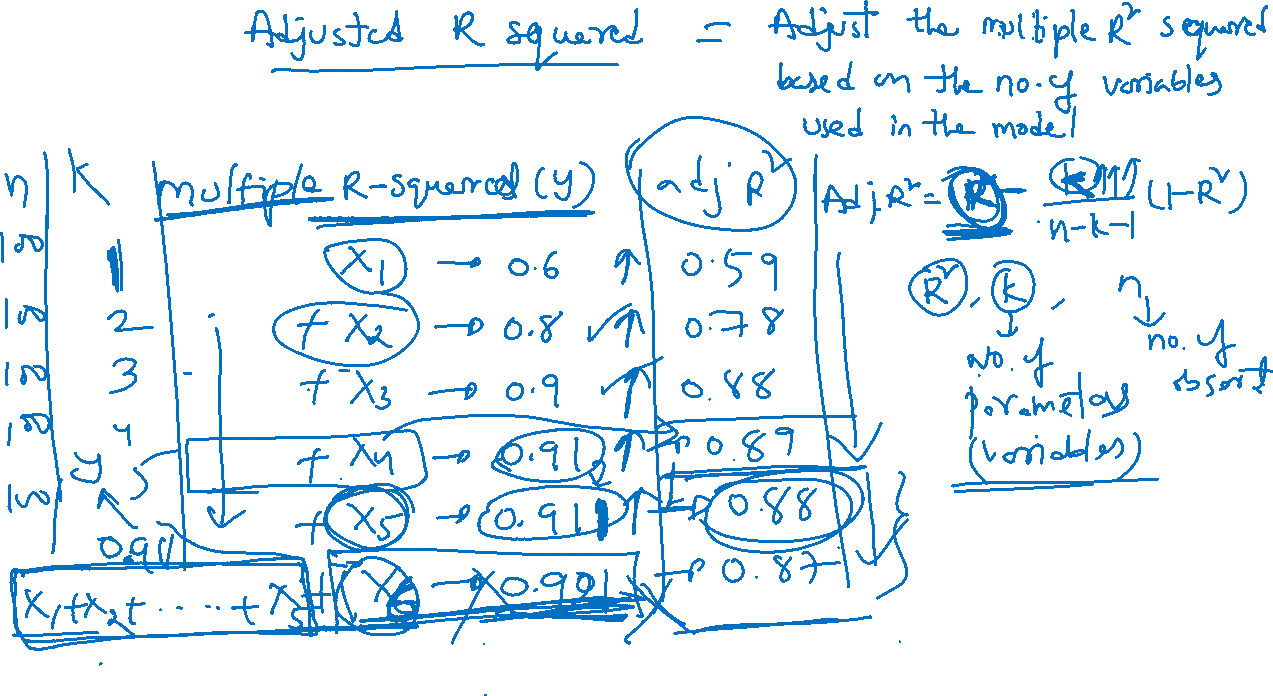 Adjusted R squared = Adjust the multiple R² squared
based on the no. of variables
used in the model
n k multiple R-squared (y) adj R² Adj R² = R - k/n-k-1 (1-R²)
100 1 x1 → 0.6 ↑ 0.59
R², k, n
100 2 + x2 → 0.8 ✓↑ 0.78
no. of
100 3 + x3 → 0.9 ↑ 0.88
No. of
parameters
(variables)
100 4 + x4 → 0.91 ↑ → 0.89
y
100 5 + x5 → 0.911 ↑ → 0.88
0.911
x1+x2+.....+x5 + x6 → 0.901 → 0.87